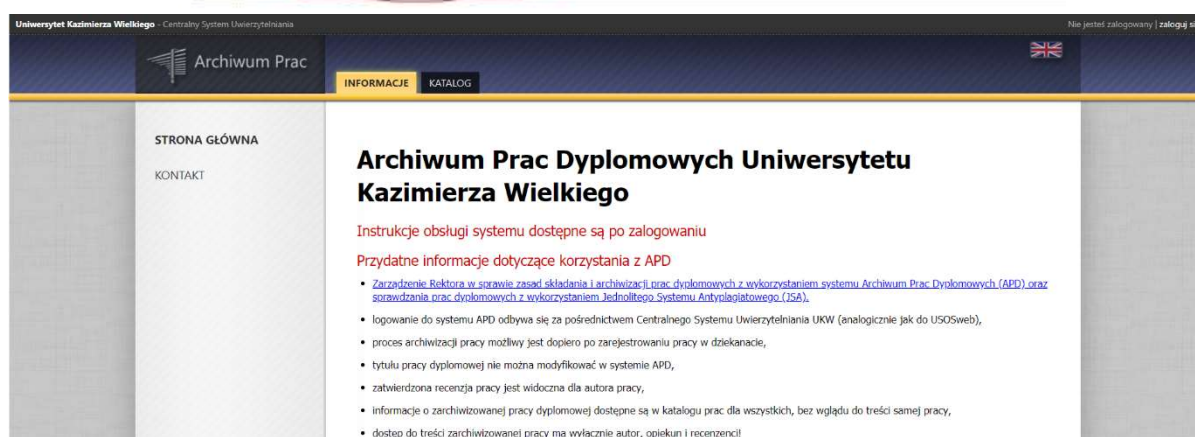 Uniwersytet Kazimierza Wielkiego - Centralny System Uwierzytelniania
Nie jesteś zalogowany | zaloguj si
Archiwum Prac
INFORMACJE KATALOG
STRONA GŁÓWNA
KONTAKT
Archiwum Prac Dyplomowych Uniwersytetu
Kazimierza Wielkiego
Instrukcje obsługi systemu dostępne są po zalogowaniu
Przydatne informacje dotyczące korzystania z APD
• Zarządzenie Rektora w sprawie zasad składania i archiwizacji prac dyplomowych z wykorzystaniem systemu Archiwum Prac Dyplomowych (APD) oraz
sprawdzania prac dyplomowych z wykorzystaniem Jednolitego Systemu Antyplagiatowego (JSA).
• logowanie do systemu APD odbywa się za pośrednictwem Centralnego Systemu Uwierzytelniania UKW (analogicznie jak do USOSweb),
• proces archiwizacji pracy możliwy jest dopiero po zarejestrowaniu pracy w dziekanacie,
• tytułu pracy dyplomowej nie można modyfikować w systemie APD,
• zatwierdzona recenzja pracy jest widoczna dla autora pracy,
• informacje o zarchiwizowanej pracy dyplomowej dostępne są w katalogu prac dla wszystkich, bez wglądu do treści samej pracy,
• dostęp do treści zarchiwizowanej pracy ma wyłącznie autor, opiekun i recenzenci!